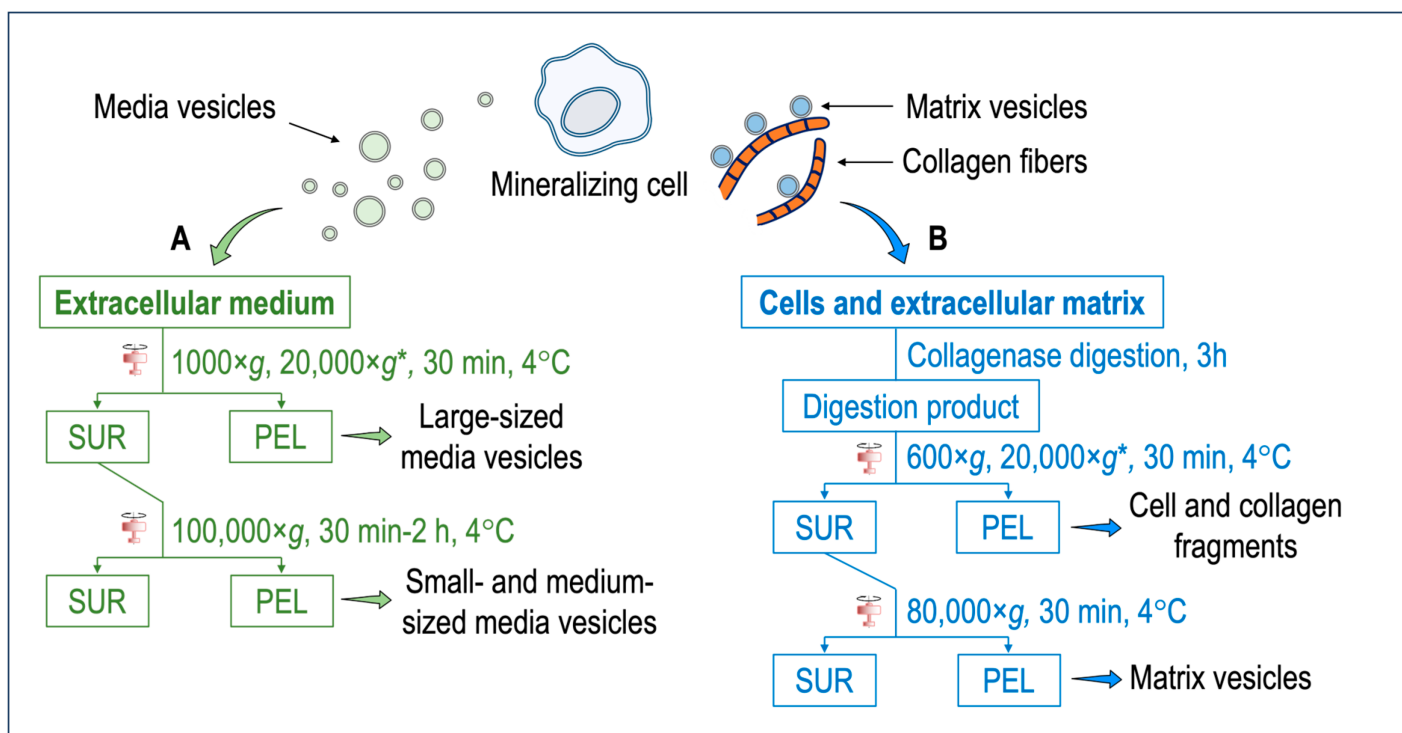 Media vesicles
Mineralizing cell
Matrix vesicles
Collagen fibers
A
Extracellular medium
1000×g, 20,000×g*, 30 min, 4°C
SUR
PEL
Large-sized
media vesicles
100,000×g, 30 min-2 h, 4°C
SUR
PEL
Small- and medium-
sized media vesicles
B
Cells and extracellular matrix
Collagenase digestion, 3h
Digestion product
600×g, 20,000×g*, 30 min, 4°C
SUR
PEL
Cell and collagen
fragments
80,000×g, 30 min, 4°C
SUR
PEL
Matrix vesicles